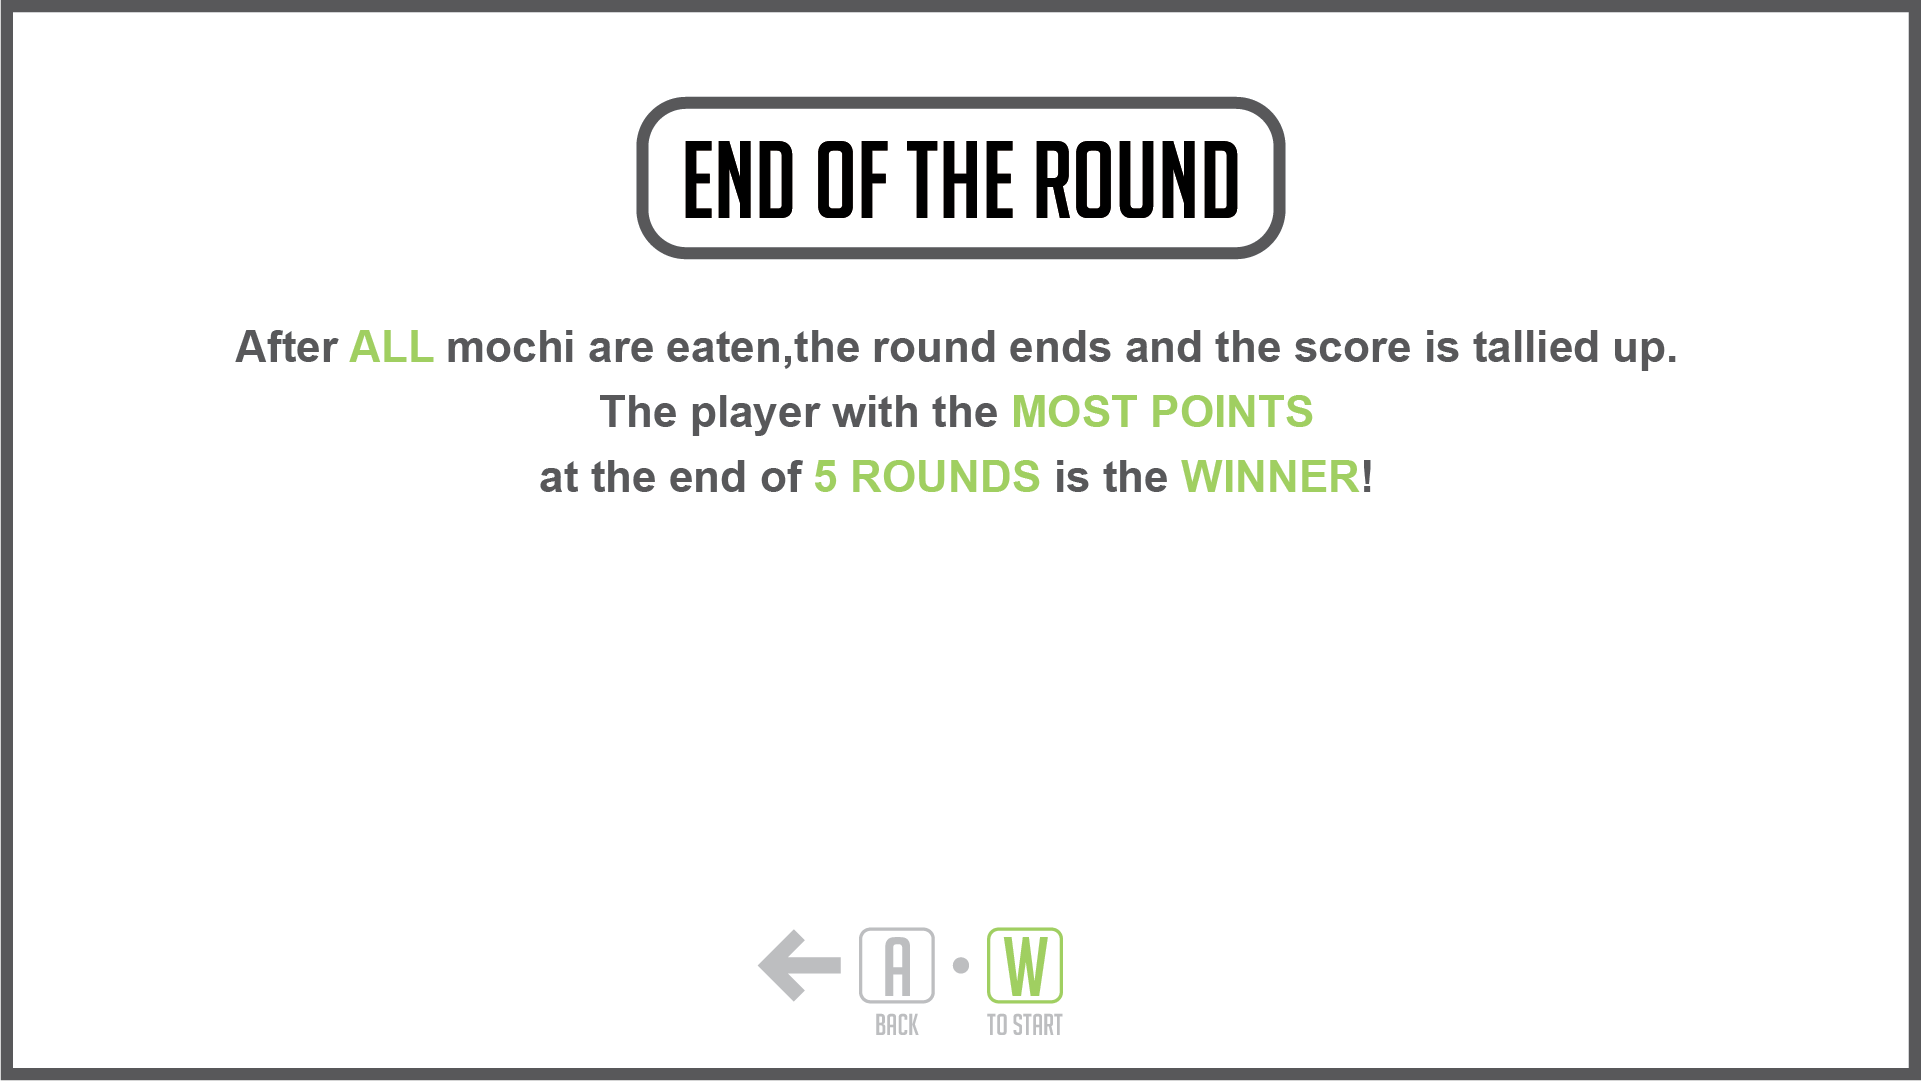 END OF THE ROUND
After ALL mochi are eaten,the round ends and the score is tallied up.
The player with the MOST POINTS
at the end of 5 ROUNDS is the WINNER!
A W
BACK TO START